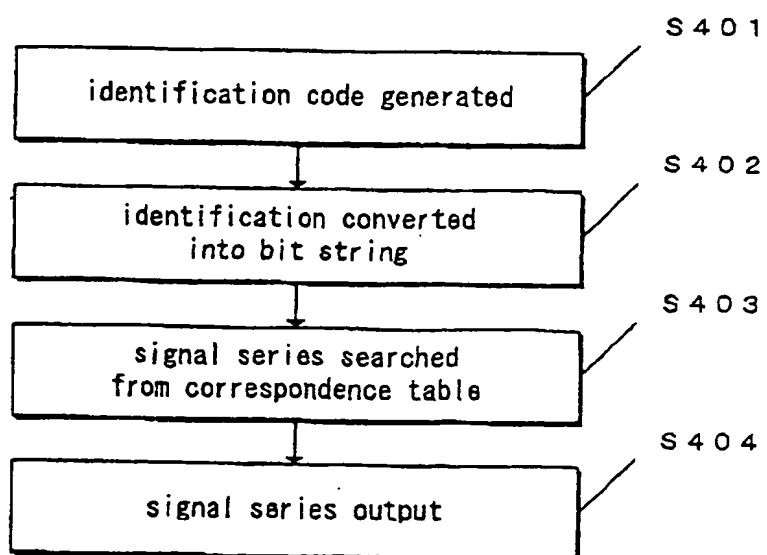 S401
identification code generated
S402
identification converted
into bit string
S403
signal series searched
from correspondence table
S404
signal series output